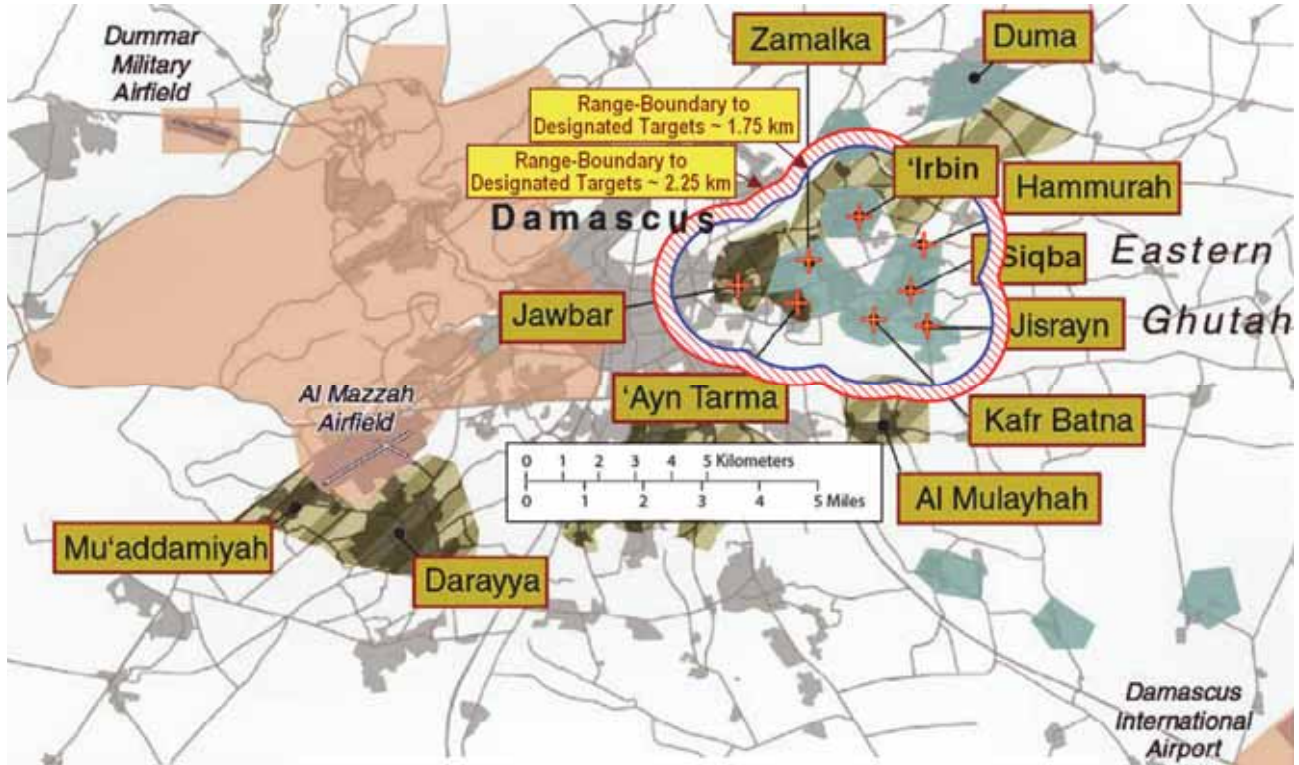 Dummar
Military
Airfield
Zamalka
Duma
Range-Boundary to
Designated Targets ~ 1.75 km
Range-Boundary to
Designated Targets ~ 2.25 km
‘Irbin
Hammurah
Damascus
Siqba
Eastern
Jawbar
Jisrayn
Ghutah
Al Mazzah
Airfield
‘Ayn Tarma
Kafr Batna
0 1 2 3 4 5 Kilometers
0 1 2 3 4 5 Miles
Al Mulayhah
Mu‘addamiyah
Darayya
Damascus
International
Airport